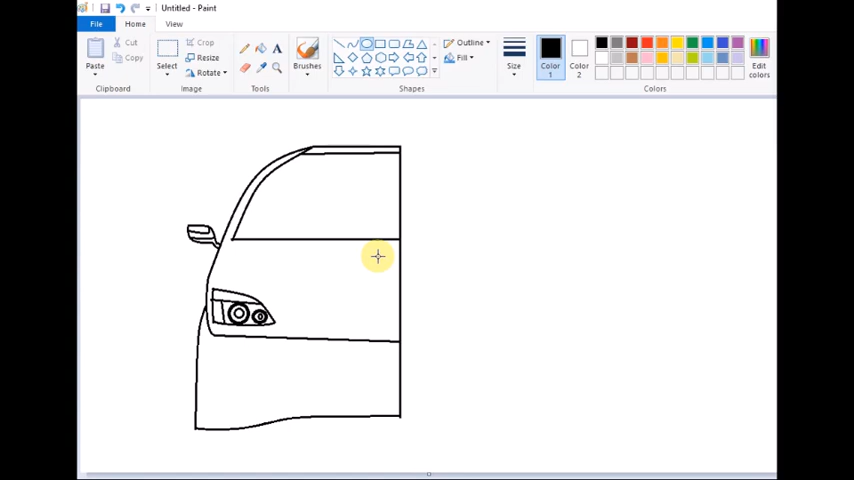 Untitled - Paint
File Home View
Cut
Copy
Paste
Clipboard
Crop
Resize
Rotate
Select
Image
A
Tools
Brushes
Shapes
Outline
Fill
Size
Color
1
Color
2
Colors
Edit
colors